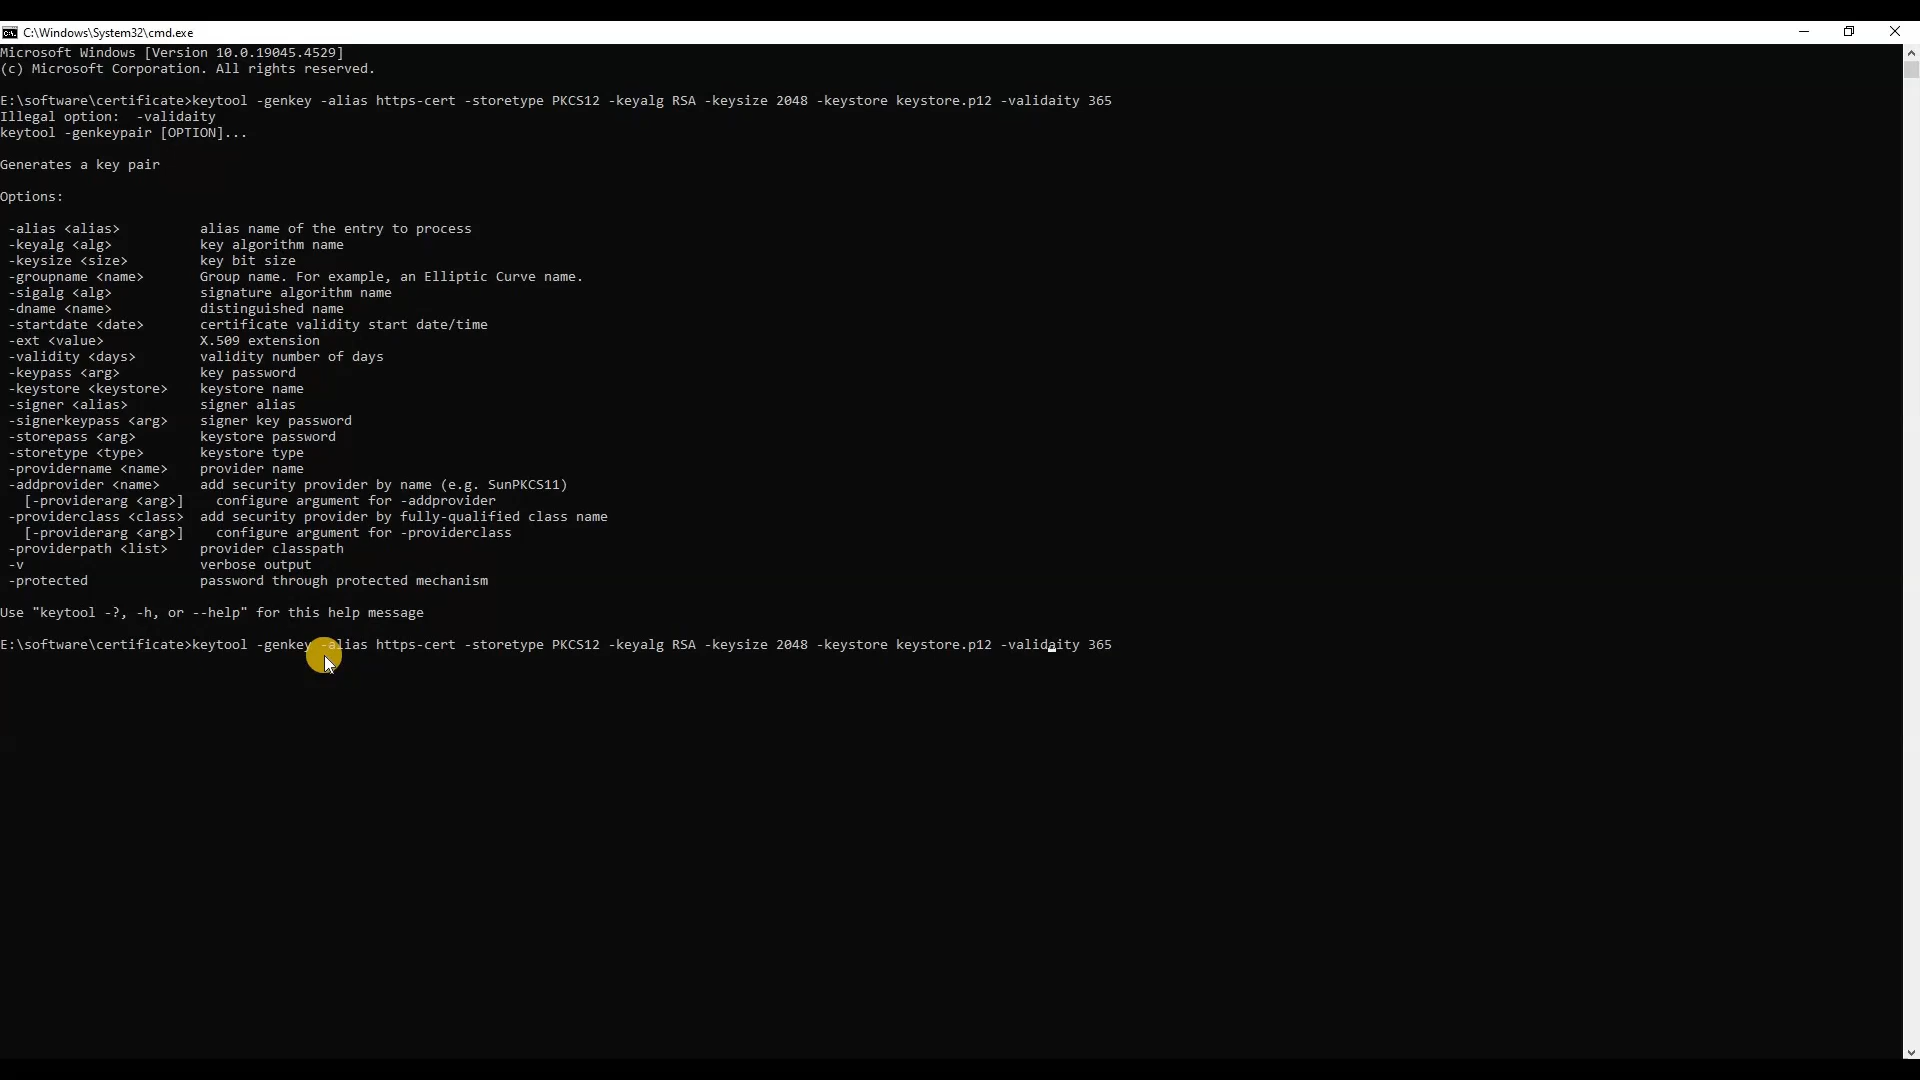 C:\Windows\System32\cmd.exe
Microsoft Windows [Version 10.0.19045.4529]
(c) Microsoft Corporation. All rights reserved.
E:\software\certificate>keytool -genkey -alias https-cert -storetype PKCS12 -keyalg RSA -keysize 2048 -keystore keystore.p12 -validaity 365
Illegal option:  -validaity
keytool -genkeypair [OPTION]...
Generates a key pair
Options:
-alias <alias>          alias name of the entry to process
-keyalg <alg>           key algorithm name
-keysize <size>         key bit size
-groupname <name>       Group name. For example, an Elliptic Curve name.
-sigalg <alg>           signature algorithm name
-dname <name>           distinguished name
-startdate <date>       certificate validity start date/time
-ext <value>            X.509 extension
-validity <days>        validity number of days
-keypass <arg>          key password
-keystore <keystore>    keystore name
-signer <alias>         signer alias
-signerkeypass <arg>    signer key password
-storepass <arg>        keystore password
-storetype <type>       keystore type
-providername <name>    provider name
-addprovider <name>     add security provider by name (e.g. SunPKCS11)
[-providerarg <arg>]    configure argument for -addprovider
-providerclass <class>  add security provider by fully-qualified class name
[-providerarg <arg>]    configure argument for -providerclass
-providerpath <list>    provider classpath
-v                      verbose output
-protected              password through protected mechanism
Use "keytool -?, -h, or --help" for this help message
E:\software\certificate>keytool -genkey -alias https-cert -storetype PKCS12 -keyalg RSA -keysize 2048 -keystore keystore.p12 -validaity 365